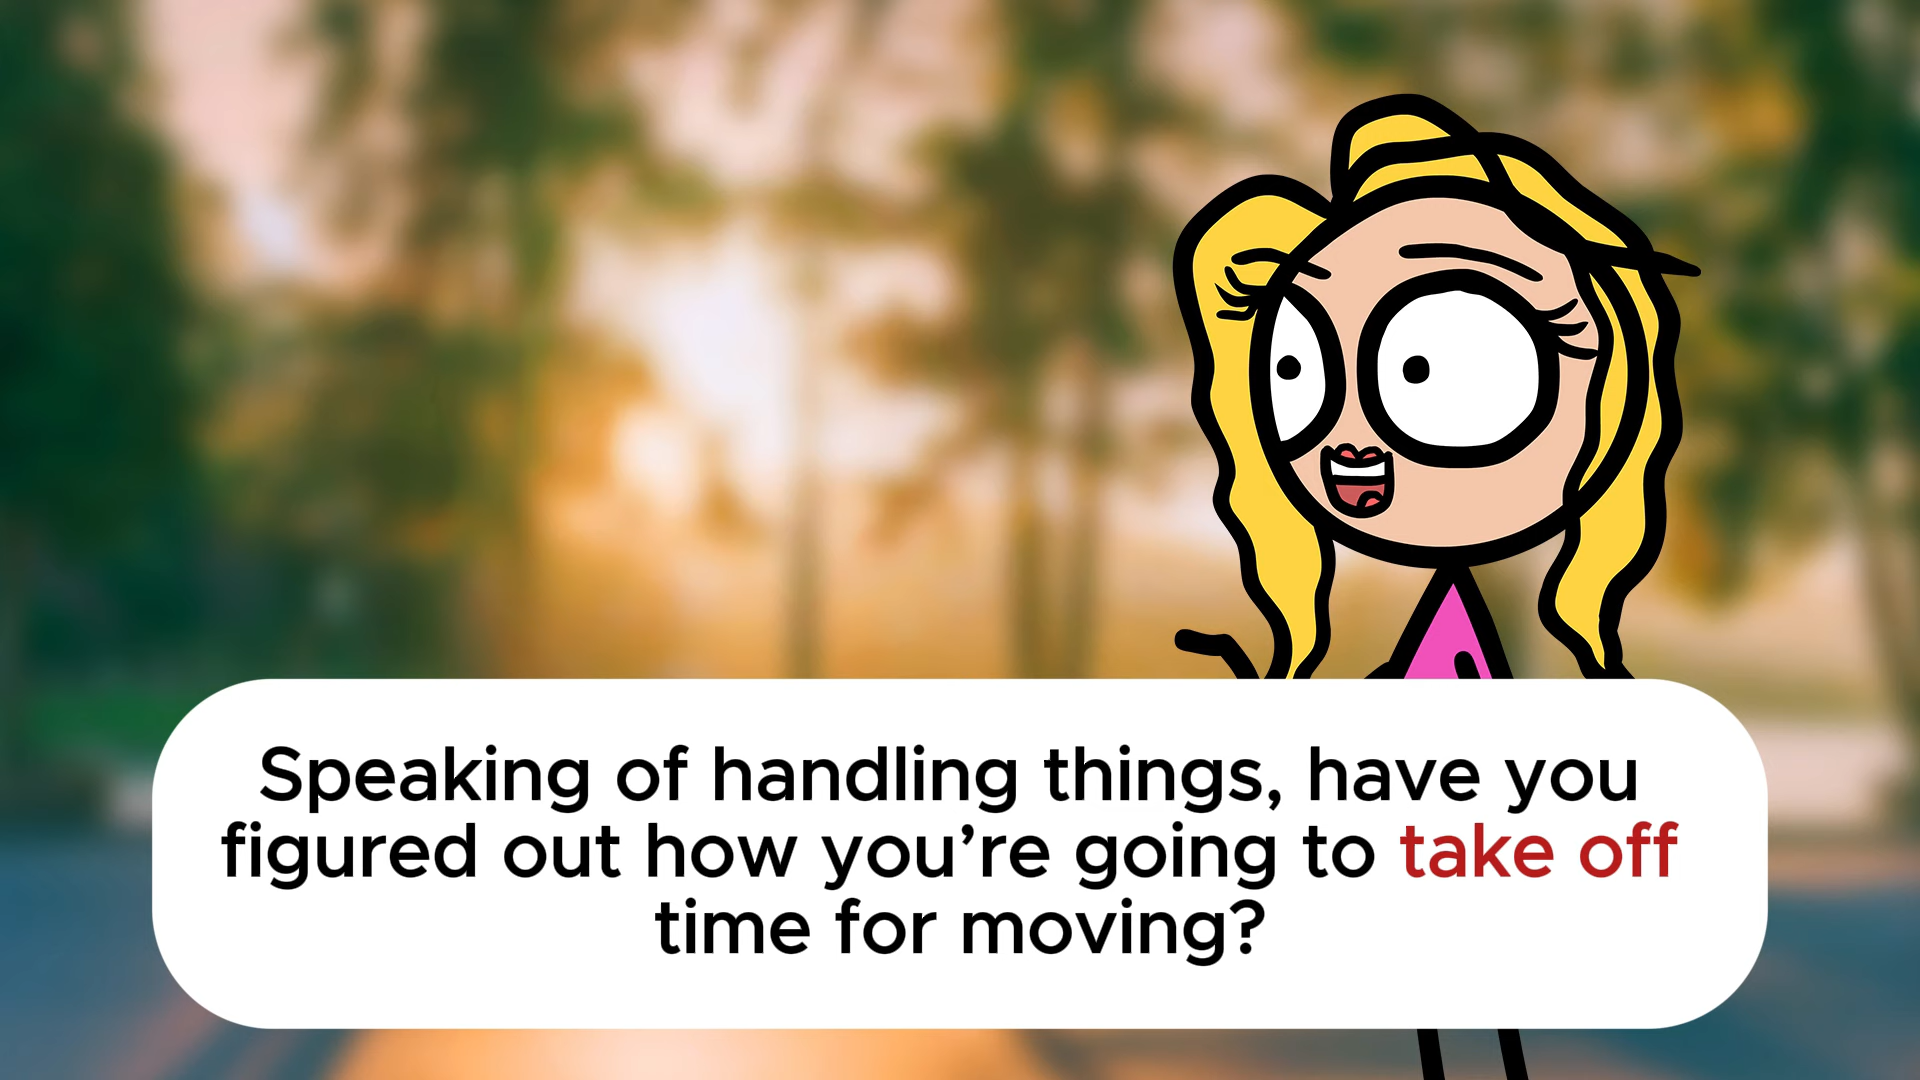 Speaking of handling things, have you
figured out how you’re going to take off
time for moving?